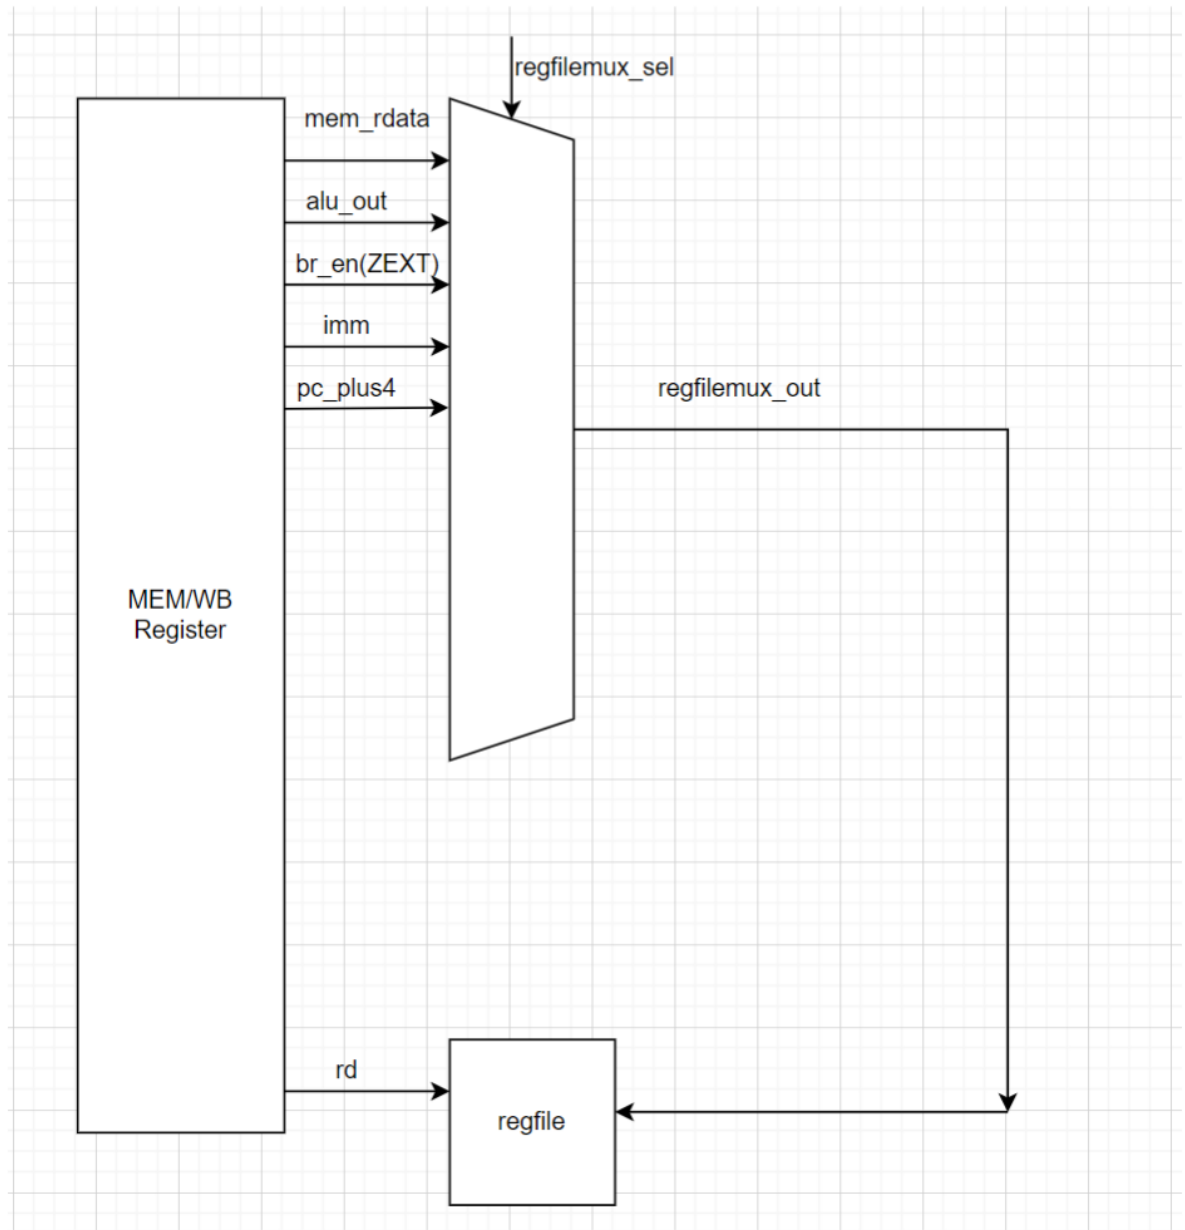 regfilemux_sel
mem_rdata
alu_out
br_en(ZEXT)
imm
pc_plus4
regfilemux_out
MEM/WB
Register
rd
regfile